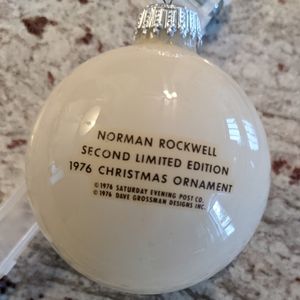 NORMAN ROCKWELL
SECOND LIMITED EDITION
1976 CHRISTMAS ORNAMENT
©1976 SATURDAY EVENING POST CO.
©1976 DAVE GROSSMAN DESIGNS INC.